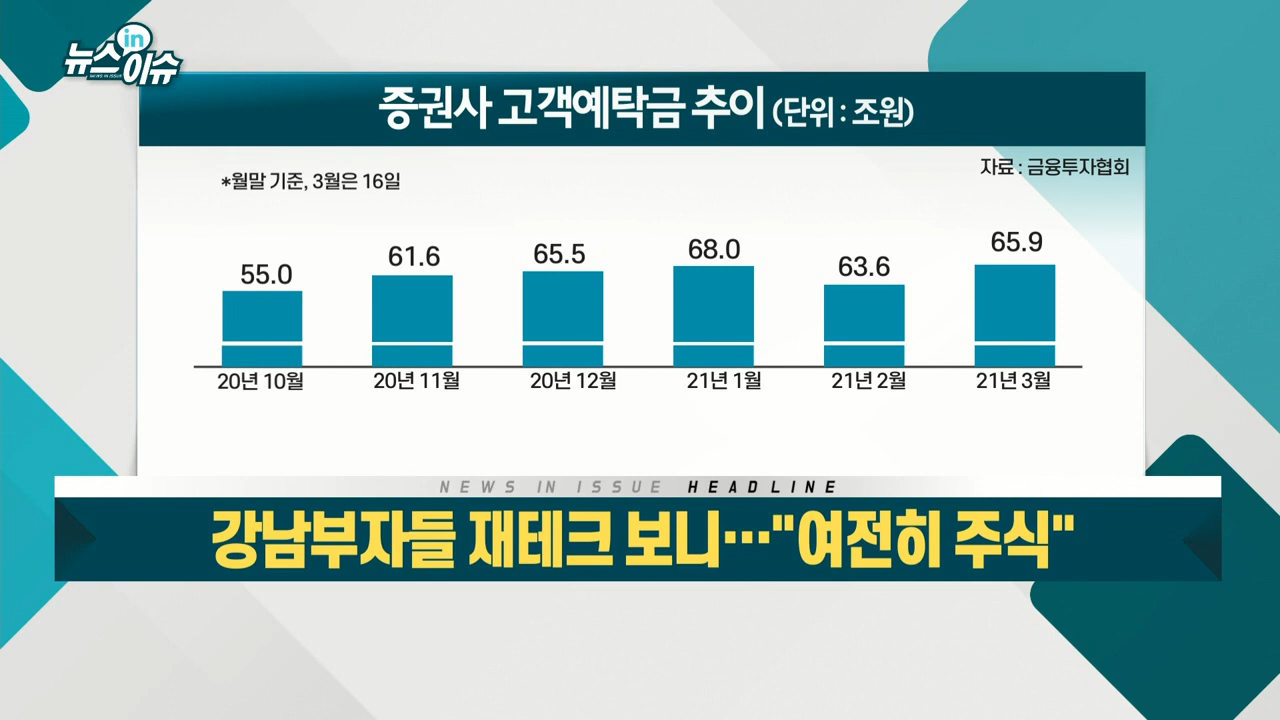 뉴스in이슈
NEWS IN ISSUE
증권사 고객예탁금 추이 (단위 : 조원)
자료 : 금융투자협회
*월말 기준, 3월은 16일
55.0 61.6 65.5 68.0 63.6 65.9
20년 10월 20년 11월 20년 12월 21년 1월 21년 2월 21년 3월
NEWS IN ISSUE HEADLINE
강남부자들 재테크 보니…"여전히 주식"